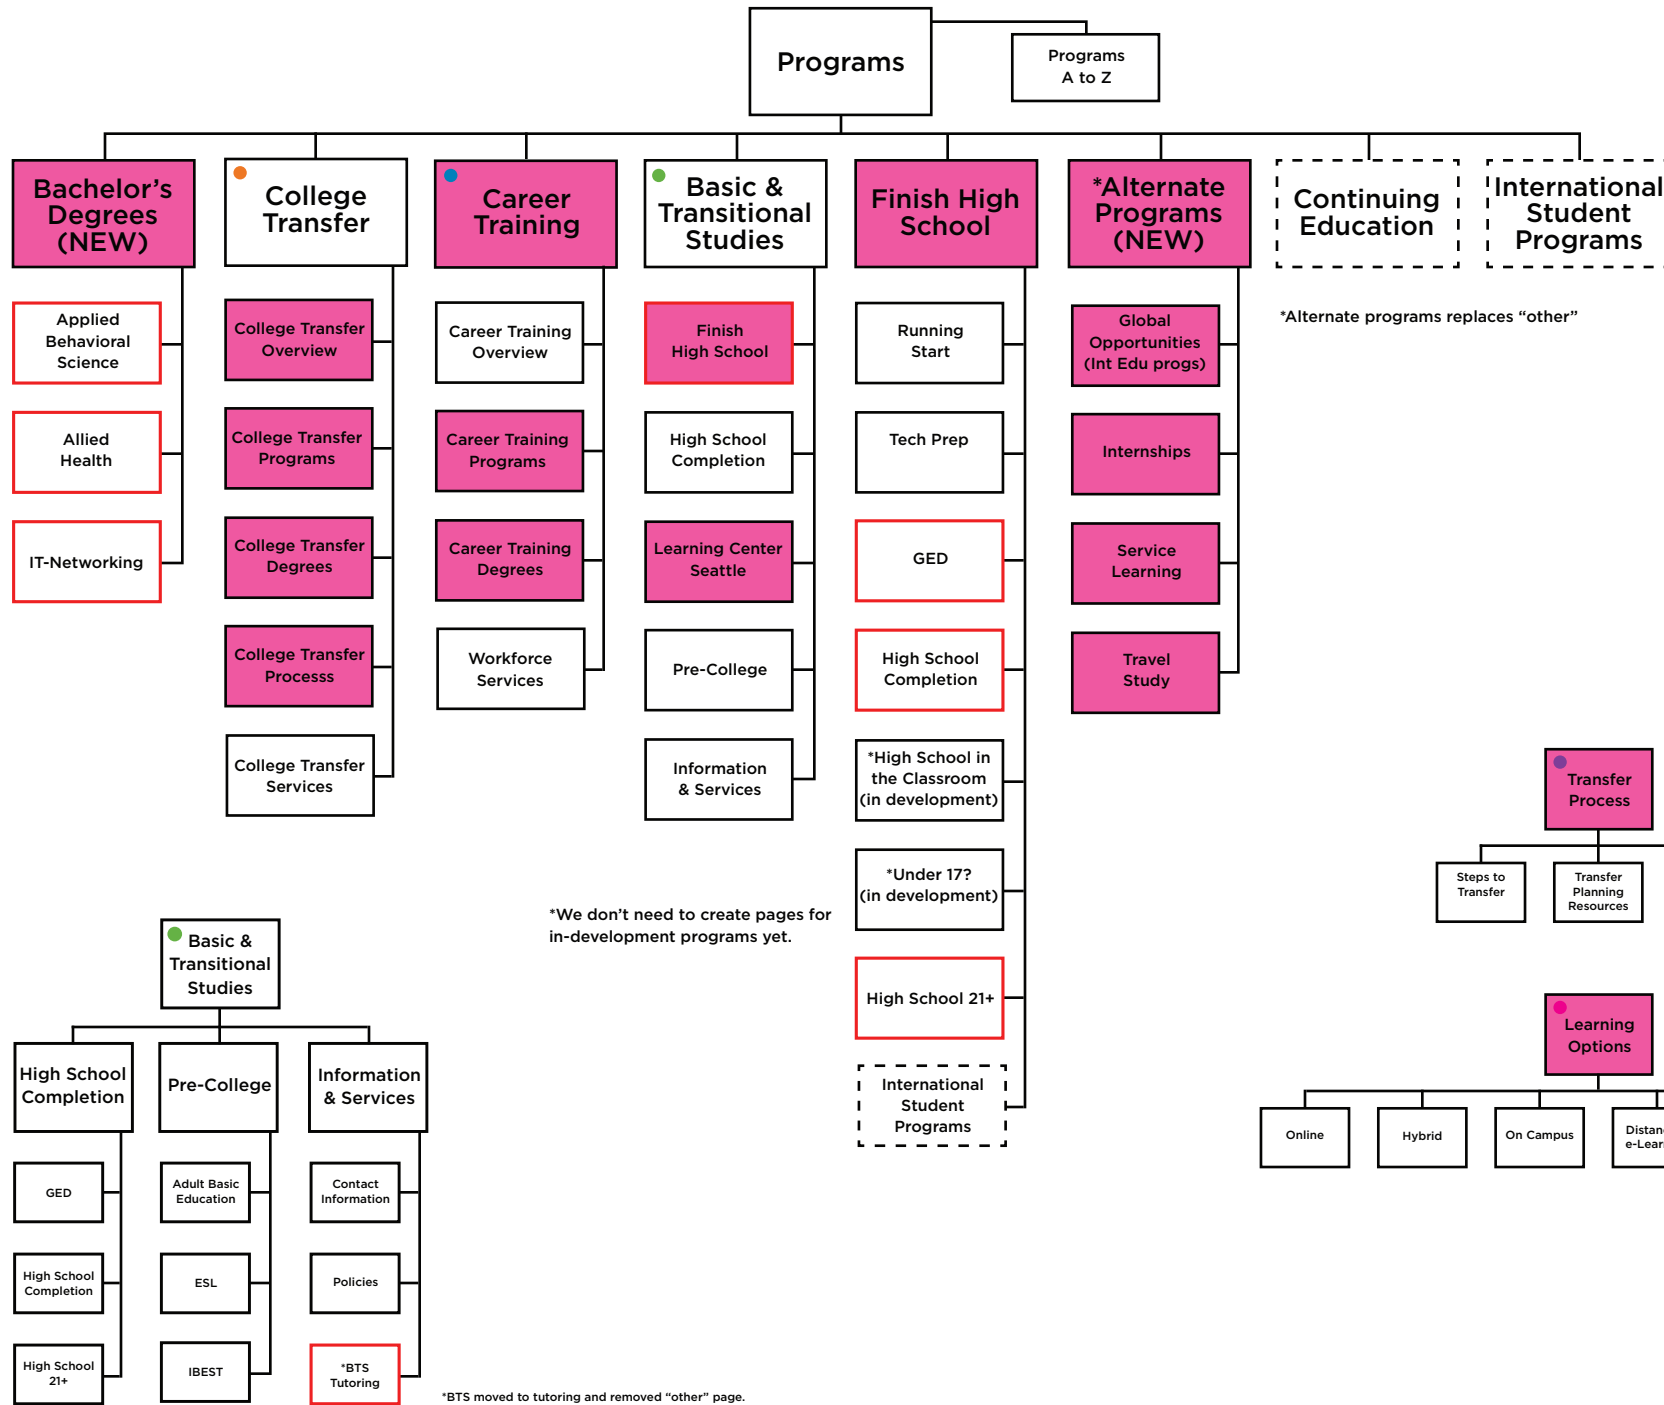 Programs
Programs
A to Z
Bachelor's
Degrees
(NEW)
College
Transfer
Career
Training
Basic &
Transitional
Studies
Finish High
School
*Alternate
Programs
(NEW)
Continuing
Education
International
Student
Programs
Applied
Behavioral
Science
Allied
Health
IT-Networking
College Transfer
Overview
College Transfer
Programs
College Transfer
Degrees
College Transfer
Processs
College Transfer
Services
Career Training
Overview
Career Training
Programs
Career Training
Degrees
Workforce
Services
Finish
High School
High School
Completion
Learning Center
Seattle
Pre-College
Information
& Services
Running
Start
Tech Prep
GED
High School
Completion
*High School in
the Classroom
(in development)
*Under 17?
(in development)
High School 21+
International
Student
Programs
Global
Opportunities
(Int Edu progs)
Internships
Service
Learning
Travel
Study
*Alternate programs replaces “other”
*We don’t need to create pages for
in-development programs yet.
Transfer
Process
Steps to
Transfer
Transfer
Planning
Resources
Learning
Options
Online
Hybrid
On Campus
Basic &
Transitional
Studies
High School
Completion
Pre-College
Information
& Services
GED
High School
Completion
High School
21+
Adult Basic
Education
ESL
IBEST
Contact
Information
Policies
*BTS
Tutoring
*BTS moved to tutoring and removed “other” page.